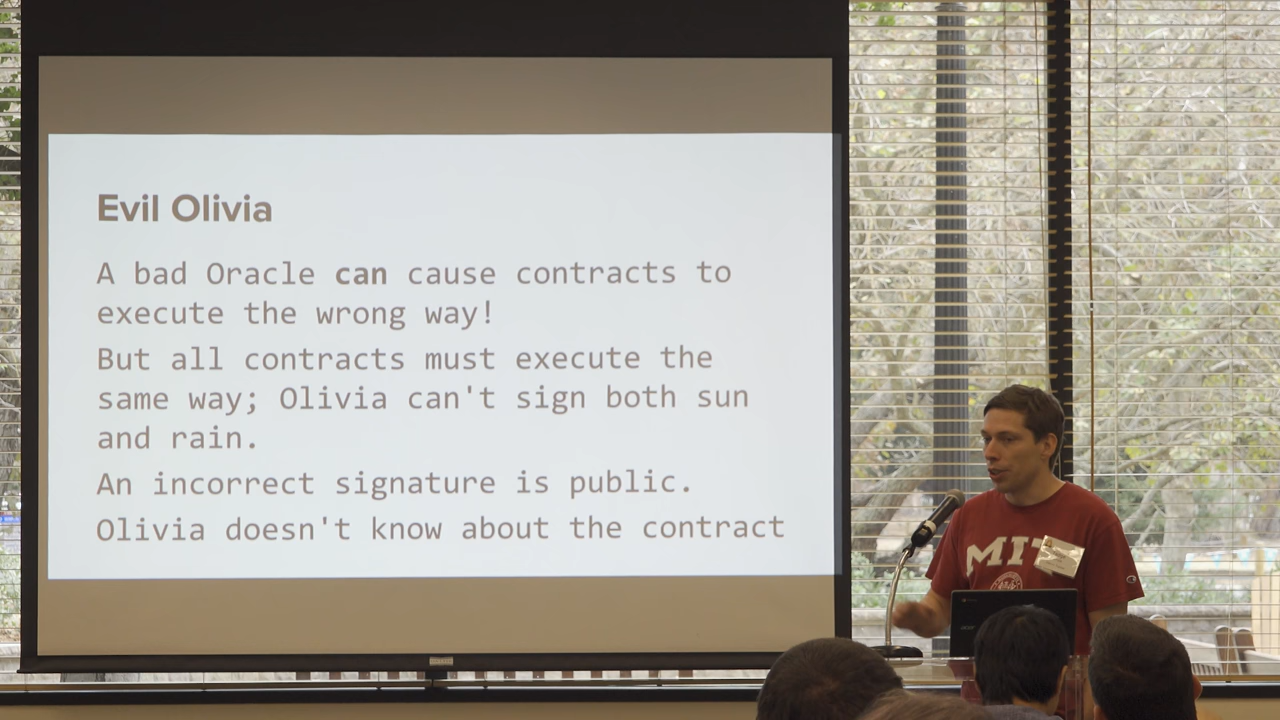 Evil Olivia
A bad Oracle can cause contracts to
execute the wrong way!
But all contracts must execute the
same way; Olivia can't sign both sun
and rain.
An incorrect signature is public.
Olivia doesn't know about the contract
MIT
acer